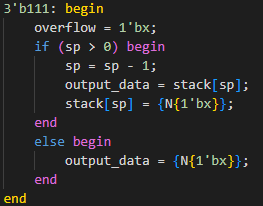 3'b111: begin
    overflow = 1'bx;
    if (sp > 0) begin
        sp = sp - 1;
        output_data = stack[sp];
        stack[sp] = {N{1'bx}};
    end
    else begin
        output_data = {N{1'bx}};
    end
end